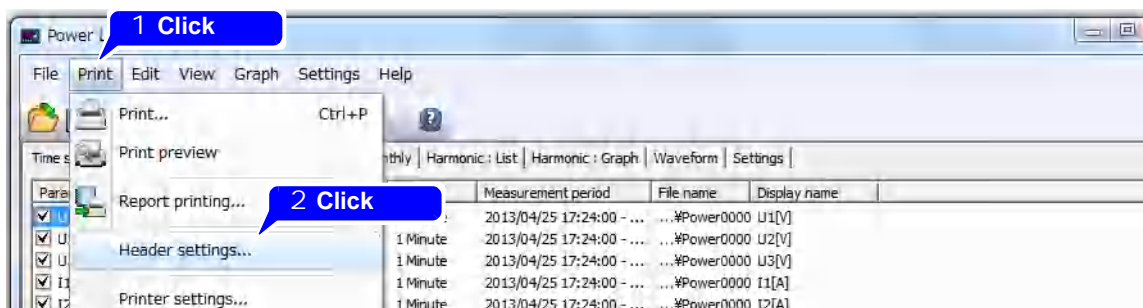 1 Click
Power L
File Print Edit View Graph Settings Help
Print... Ctrl+P
Print preview
Report printing...
2 Click
Header settings...
Printer settings...
Time s
nthly Harmonic : List Harmonic : Graph Waveform Settings
Para Measurement period File name Display name
U e 2013/04/25 17:24:00 - ... ...¥Power0000 U1[V]
U 1 Minute 2013/04/25 17:24:00 - ... ...¥Power0000 U2[V]
U 1 Minute 2013/04/25 17:24:00 - ... ...¥Power0000 U3[V]
I1 1 Minute 2013/04/25 17:24:00 - ... ...¥Power0000 I1[A]
I2 1 Minute 2013/04/25 17:24:00 - ... ...¥Power0000 I2[A]